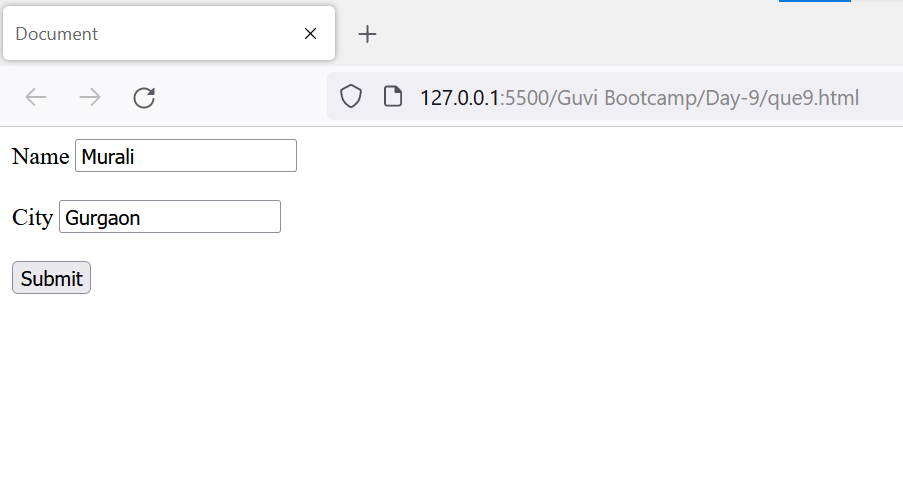 Document
127.0.0.1:5500/Guvi Bootcamp/Day-9/que9.html
Name Murali
City Gurgaon
Submit